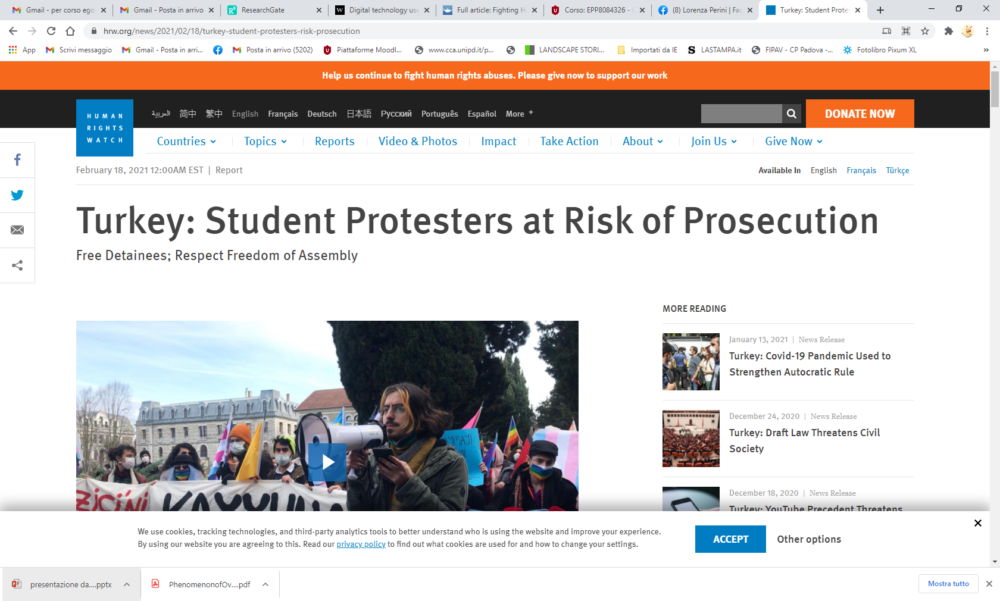 Gmail - per corso ego
Gmail - Posta in arrivo
ResearchGate
Digital technology use
Full article: Fighting H
Corso: EPP8084326 -
(8) Lorenza Perini | Fac
Turkey: Student Prote
hrw.org/news/2021/02/18/turkey-student-protesters-risk-prosecution
App
Scrivi messaggio
Gmail - Posta in arri...
Posta in arrivo (5202)
Piattaforme Moodl...
www.cca.unipd.it/p...
LANDSCAPE STORI...
Importati da IE
LASTAMPA.it
FIPAV - CP Padova -...
Fotolibro Pixum XL
»
Help us continue to fight human rights abuses. Please give now to support our work
HUMAN
RIGHTS
WATCH
العربية 简中 繁中 English Français Deutsch 日本語 Русский Português Español More +
DONATE NOW
Countries Topics Reports Video & Photos Impact Take Action About Join Us Give Now
February 18, 2021 12:00AM EST | Report
Available In English Français Türkçe
Turkey: Student Protesters at Risk of Prosecution
Free Detainees; Respect Freedom of Assembly
MORE READING
January 13, 2021 | News Release
Turkey: Covid-19 Pandemic Used to
Strengthen Autocratic Rule
December 24, 2020 | News Release
Turkey: Draft Law Threatens Civil
Society
December 18, 2020 | News Release
Turkey: YouTube Precedent Threatens
We use cookies, tracking technologies, and third-party analytics tools to better understand who is using the website and improve your experience.
By using our website you are agreeing to this. Read our privacy policy to find out what cookies are used for and how to change your settings.
ACCEPT
Other options
presentazione da....pptx
PhenomenonofOv....pdf
Mostra tutto